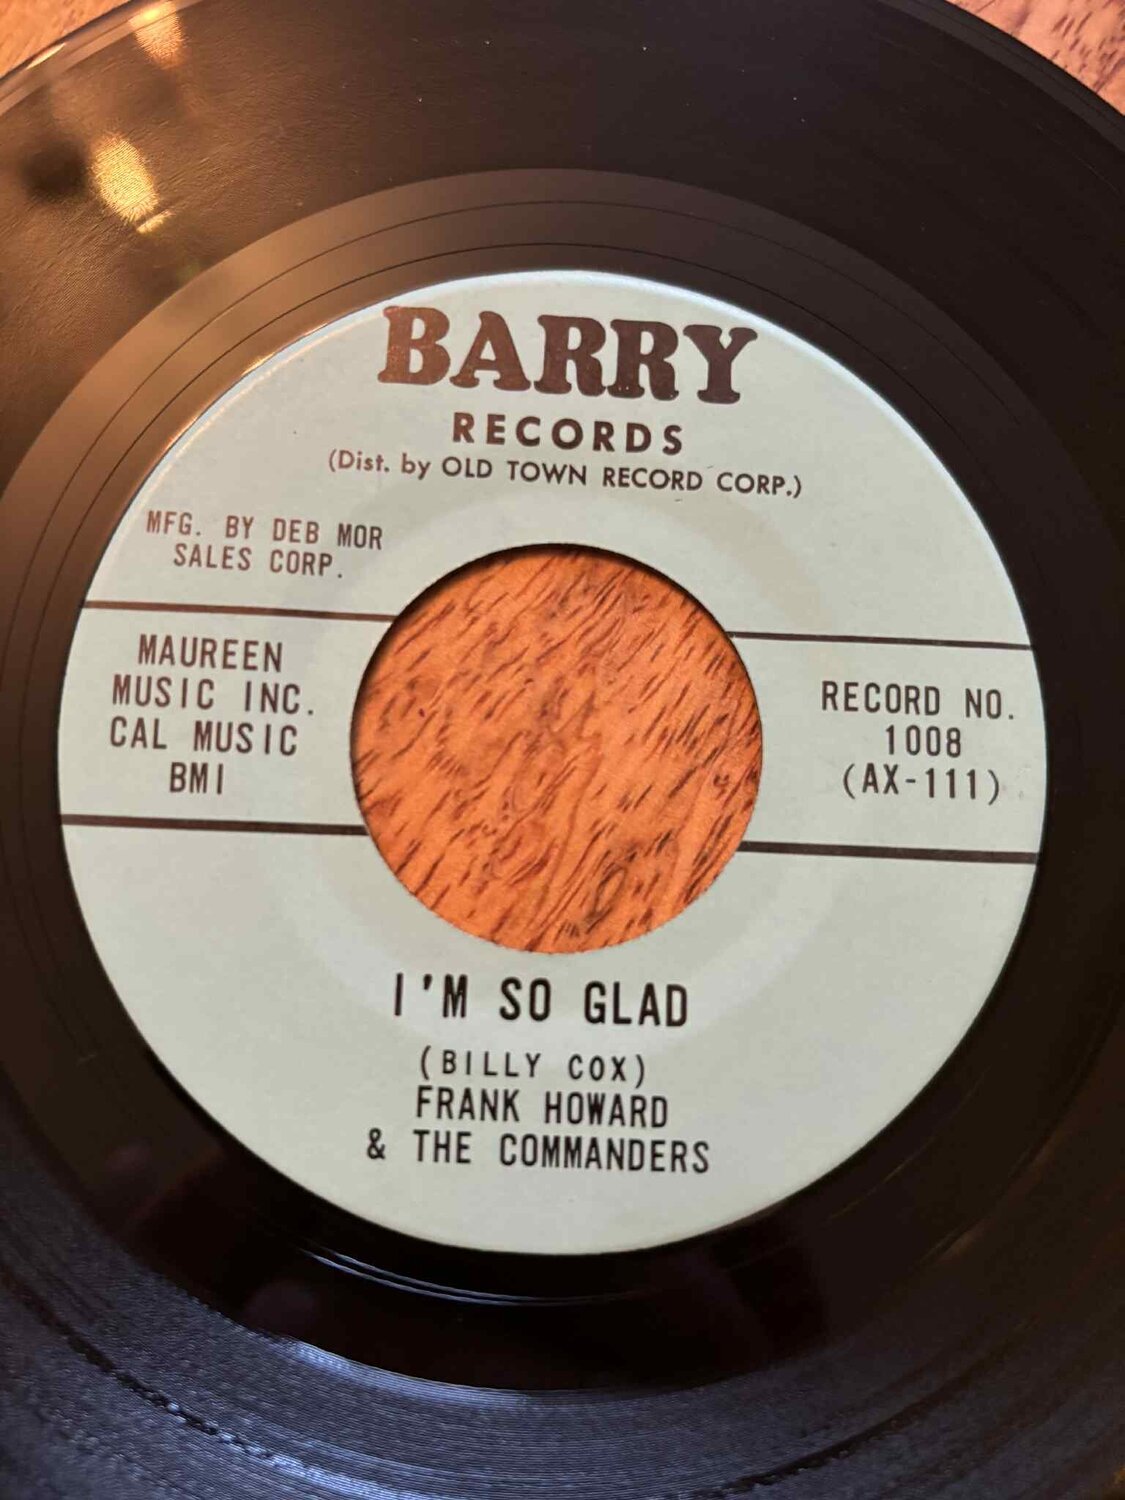 BARRY
RECORDS
(Dist. by OLD TOWN RECORD CORP.)
MFG. BY DEB MOR
SALES CORP.
MAUREEN
MUSIC INC.
CAL MUSIC
BMI
RECORD NO.
1008
(AX-111)
I'M SO GLAD
(BILLY COX)
FRANK HOWARD
& THE COMMANDERS